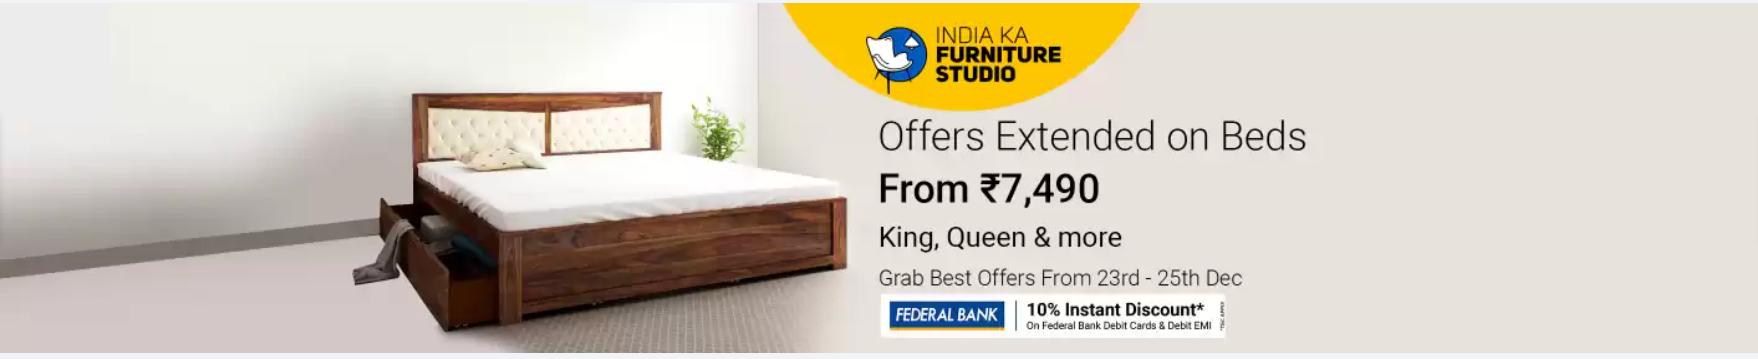 INDIA KA
FURNITURE
STUDIO
Offers Extended on Beds
From ₹7,490
King, Queen & more
Grab Best Offers From 23rd - 25th Dec
FEDERAL BANK
10% Instant Discount*
On Federal Bank Debit Cards & Debit EMI
*T&C APPLY